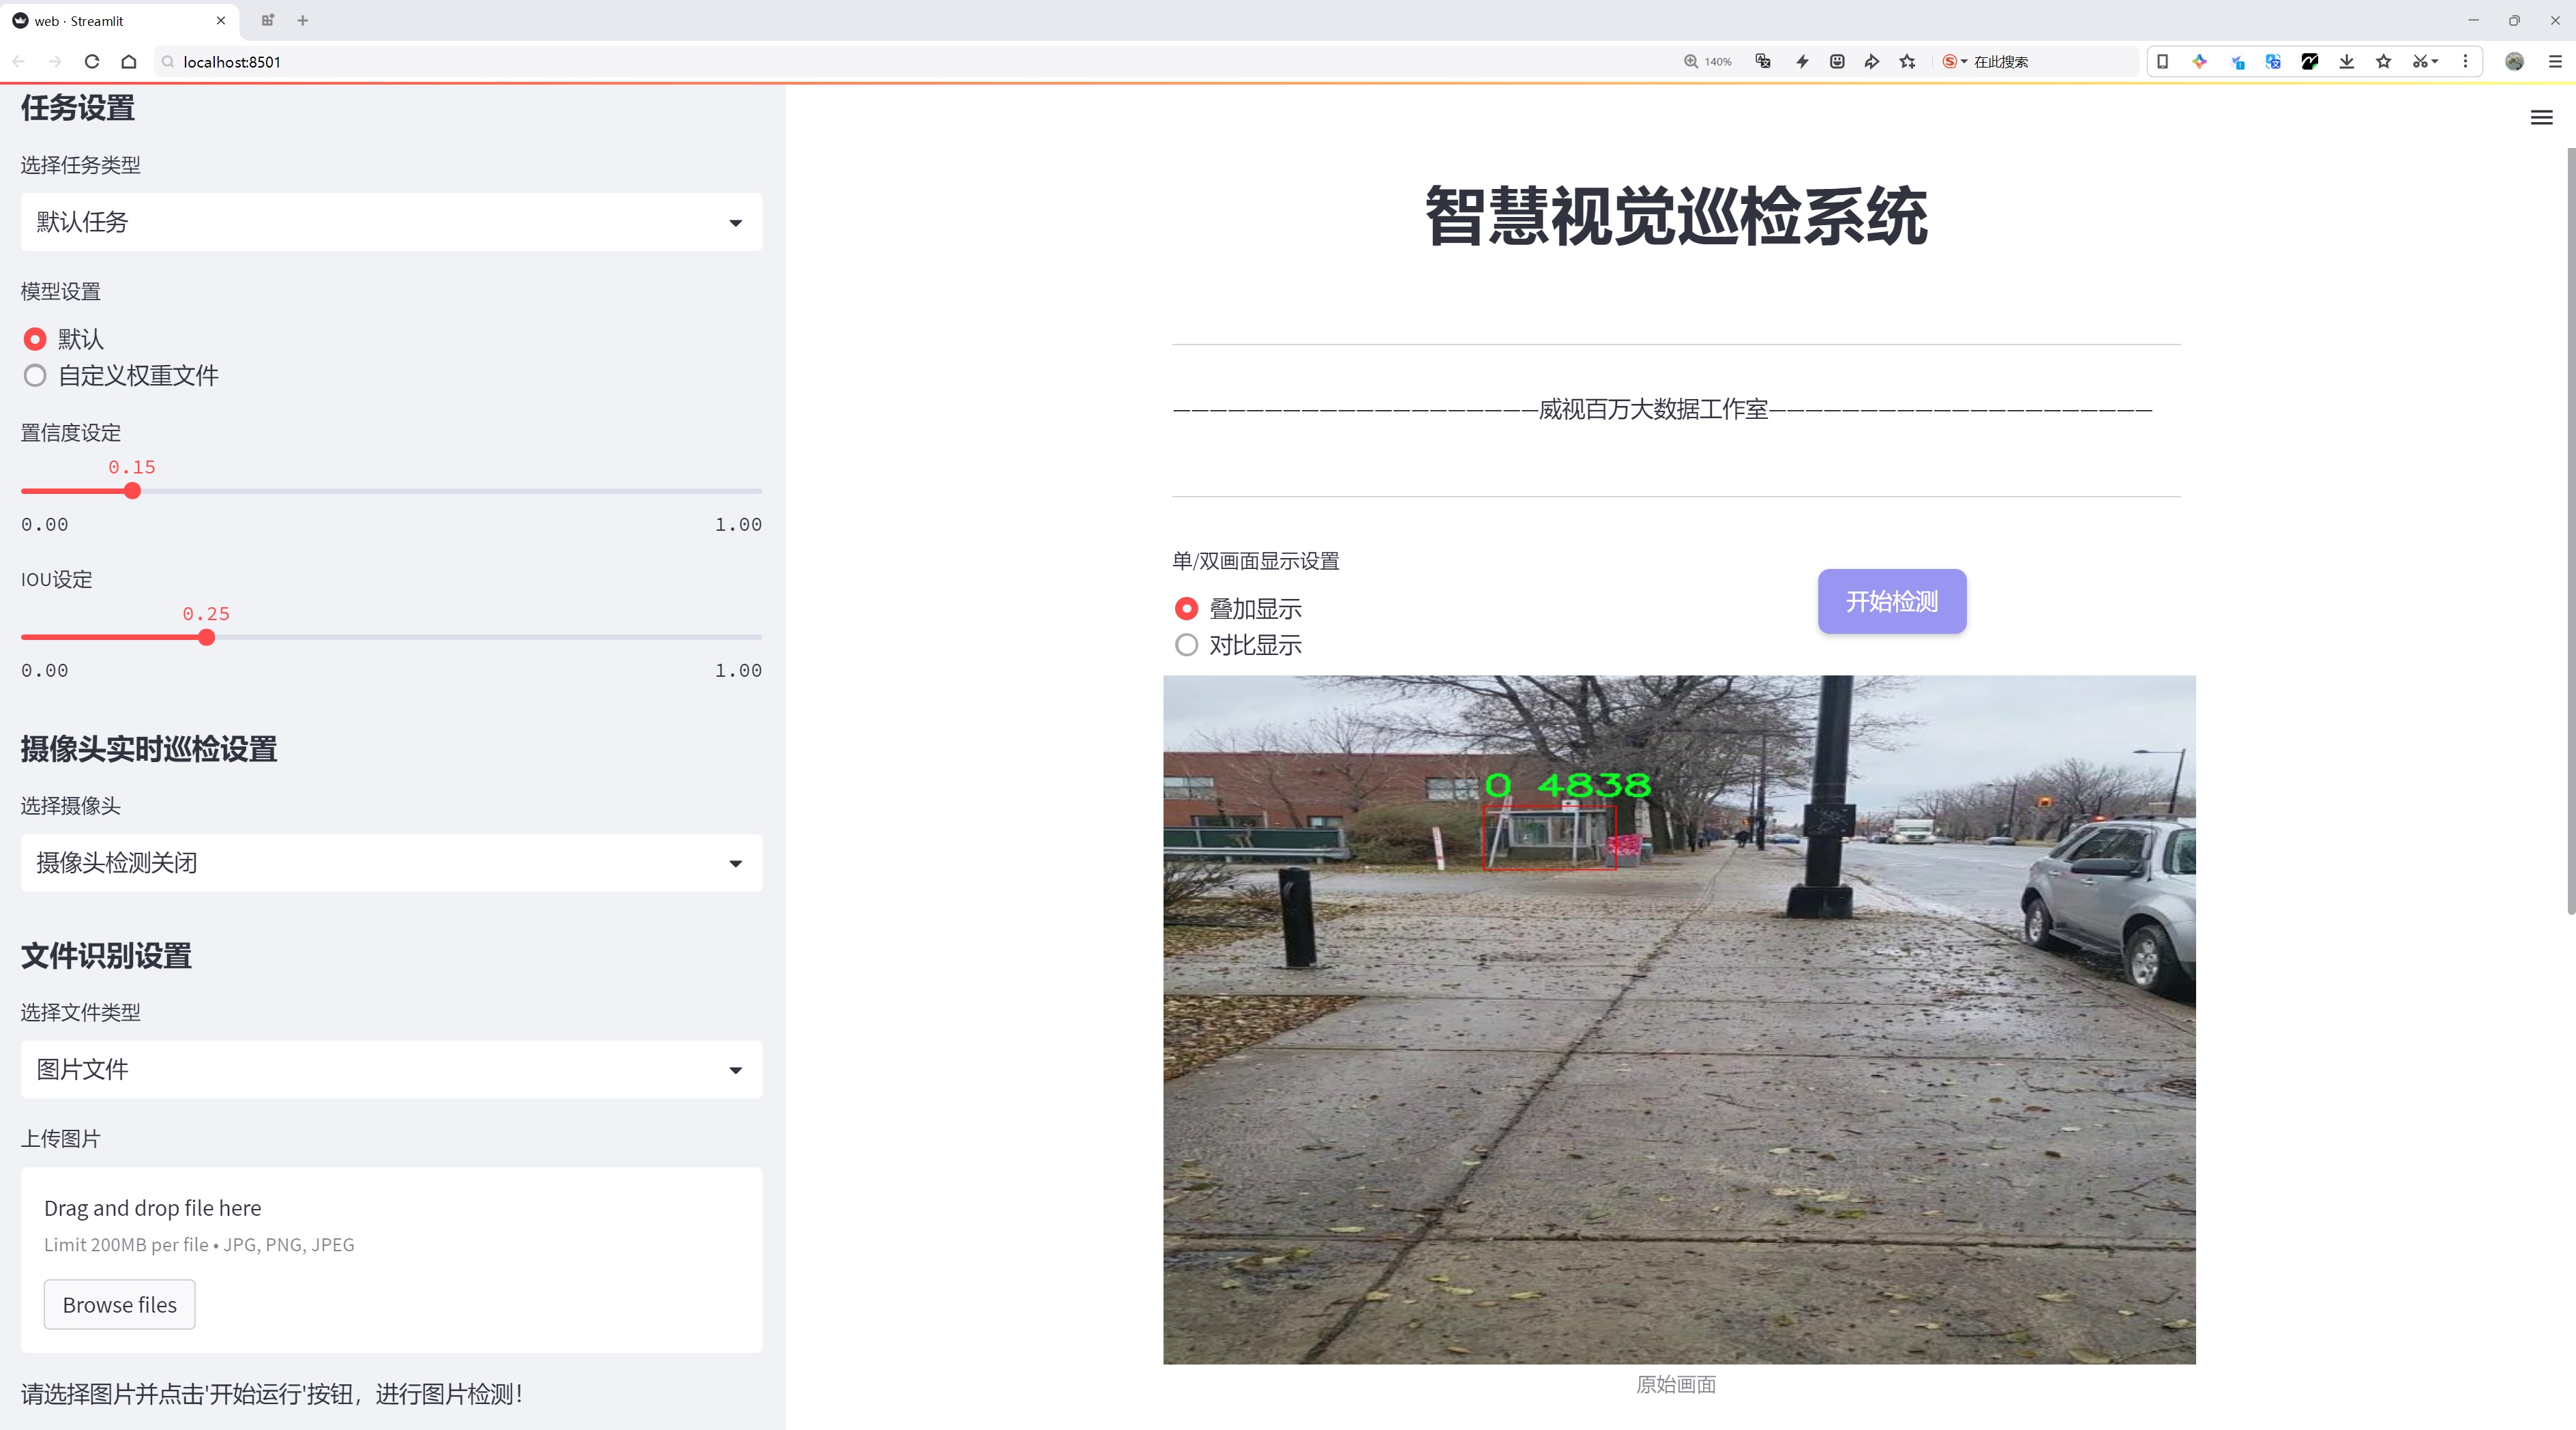 web · Streamlit
localhost:8501
140%
在此搜索
任务设置
选择任务类型
默认任务
模型设置
默认
自定义权重文件
置信度设定
0.15
0.00
1.00
IOU设定
0.25
0.00
1.00
摄像头实时巡检设置
选择摄像头
摄像头检测关闭
文件识别设置
选择文件类型
图片文件
上传图片
Drag and drop file here
Limit 200MB per file • JPG, PNG, JPEG
Browse files
请选择图片并点击'开始运行'按钮，进行图片检测！
智慧视觉巡检系统
————————————————————威视百万大数据工作室—————————————————————
单/双画面显示设置
叠加显示
对比显示
开始检测
0 4838
原始画面